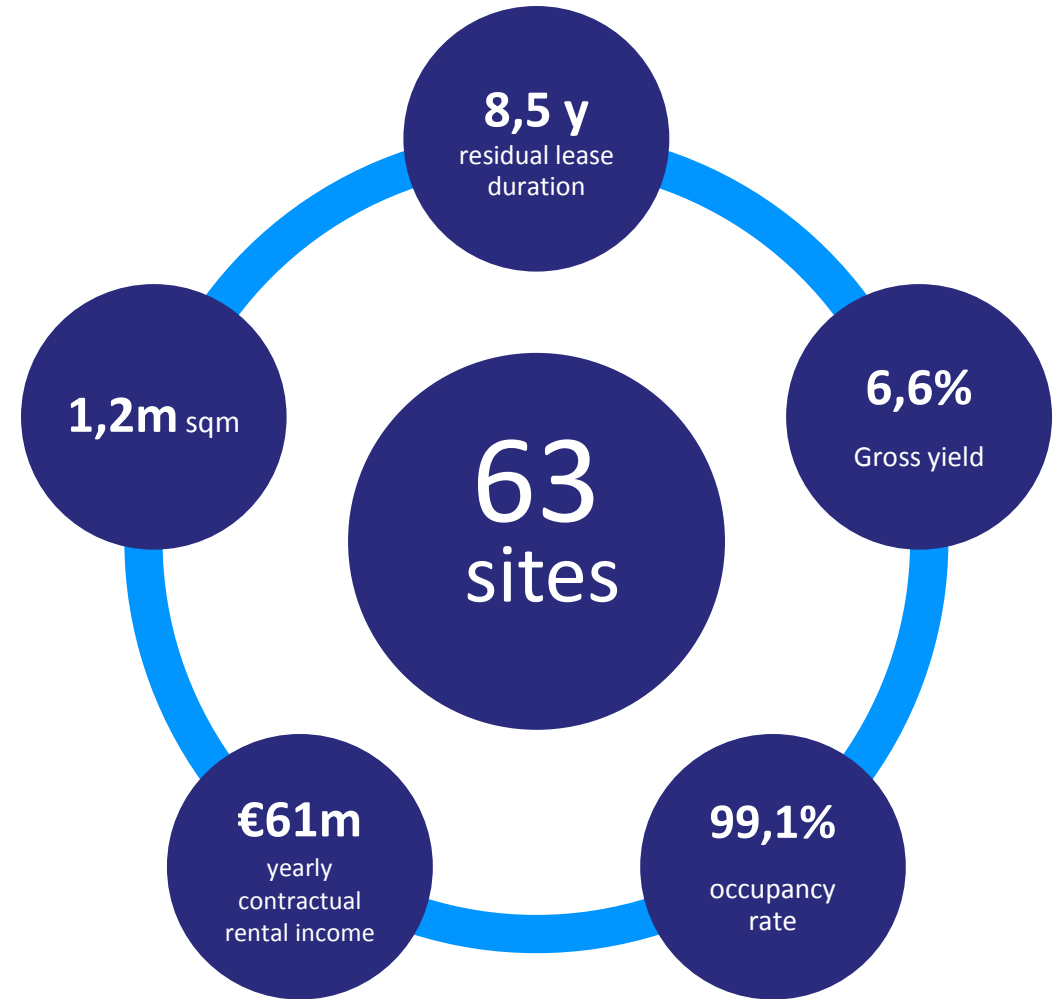 8,5 y
residual lease
duration
6,6%
Gross yield
1,2m sqm
63
sites
€61m
yearly
contractual
rental income
99,1%
occupancy
rate